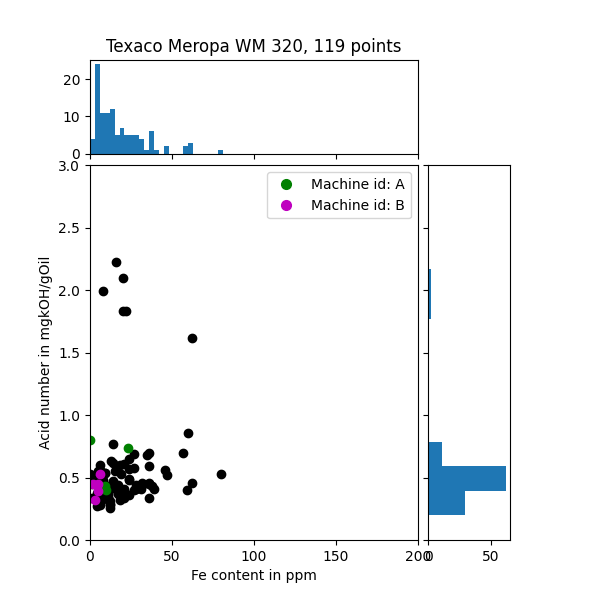 Texaco Meropa WM 320, 119 points
20
10
0
3.0
2.5
2.0
1.5
1.0
0.5
0.0
Acid number in mgkOH/gOil
Machine id: A
Machine id: B
0 50 100 150 200
Fe content in ppm
0 50